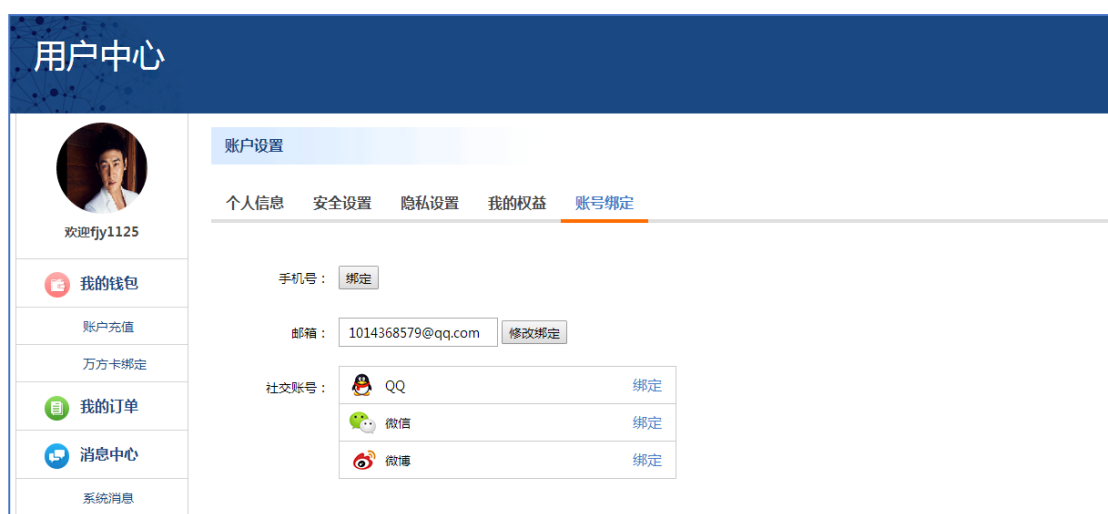 用户中心
欢迎fjy1125
我的钱包
账户充值
万方卡绑定
我的订单
消息中心
系统消息
账户设置
个人信息 安全设置 隐私设置 我的权益 账号绑定
手机号： 绑定
邮箱： 1014368579@qq.com 修改绑定
社交账号： QQ 绑定
微信 绑定
微博 绑定